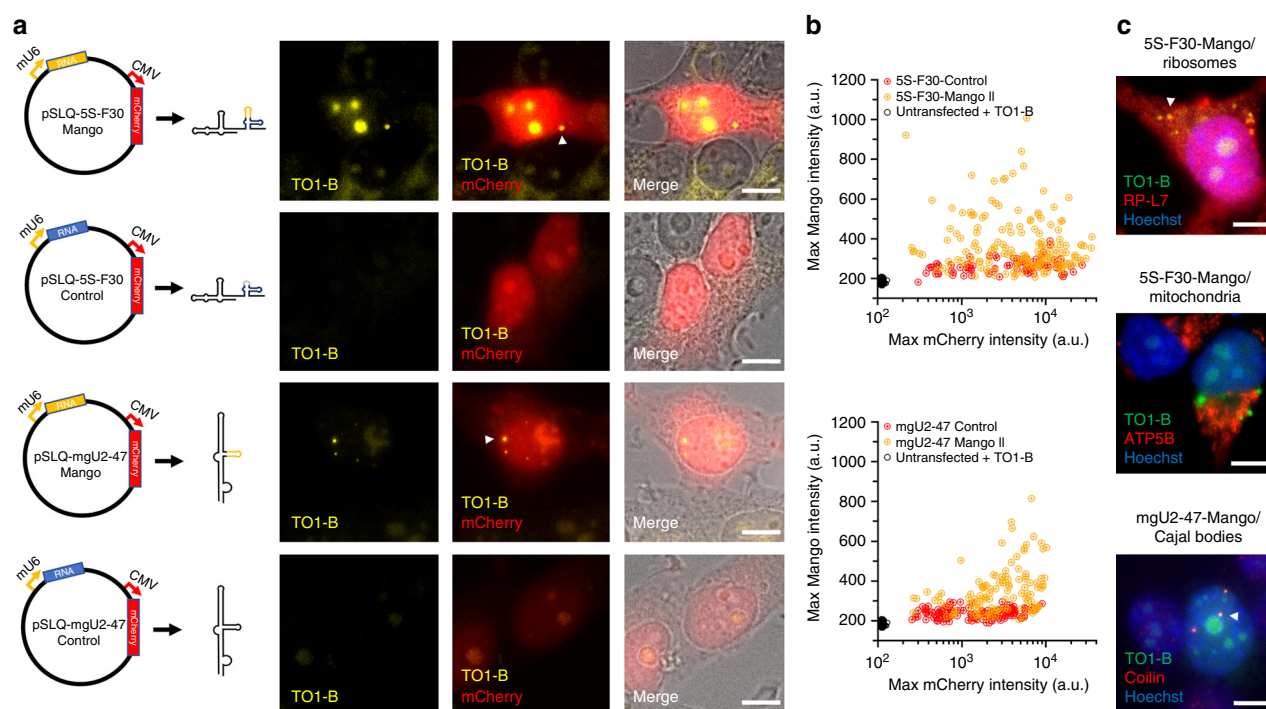 a
mU6
RNA
CMV
mCherry
pSLQ-5S-F30
Mango
TO1-B
TO1-B
mCherry
Merge
mU6
RNA
CMV
mCherry
pSLQ-5S-F30
Control
TO1-B
TO1-B
mCherry
Merge
mU6
RNA
CMV
mCherry
pSLQ-mgU2-47
Mango
TO1-B
TO1-B
mCherry
Merge
mU6
RNA
CMV
mCherry
pSLQ-mgU2-47
Control
TO1-B
TO1-B
mCherry
Merge
b
Max Mango intensity (a.u.)
1200
1000
800
600
400
200
5S-F30-Control
5S-F30-Mango II
Untransfected + TO1-B
10²
10³
10⁴
Max mCherry intensity (a.u.)
Max Mango intensity (a.u.)
1200
1000
800
600
400
200
mgU2-47 Control
mgU2-47 Mango II
Untransfected + TO1-B
10²
10³
10⁴
Max mCherry intensity (a.u.)
c
5S-F30-Mango/
ribosomes
TO1-B
RP-L7
Hoechst
5S-F30-Mango/
mitochondria
TO1-B
ATP5B
Hoechst
mgU2-47-Mango/
Cajal bodies
TO1-B
Coilin
Hoechst